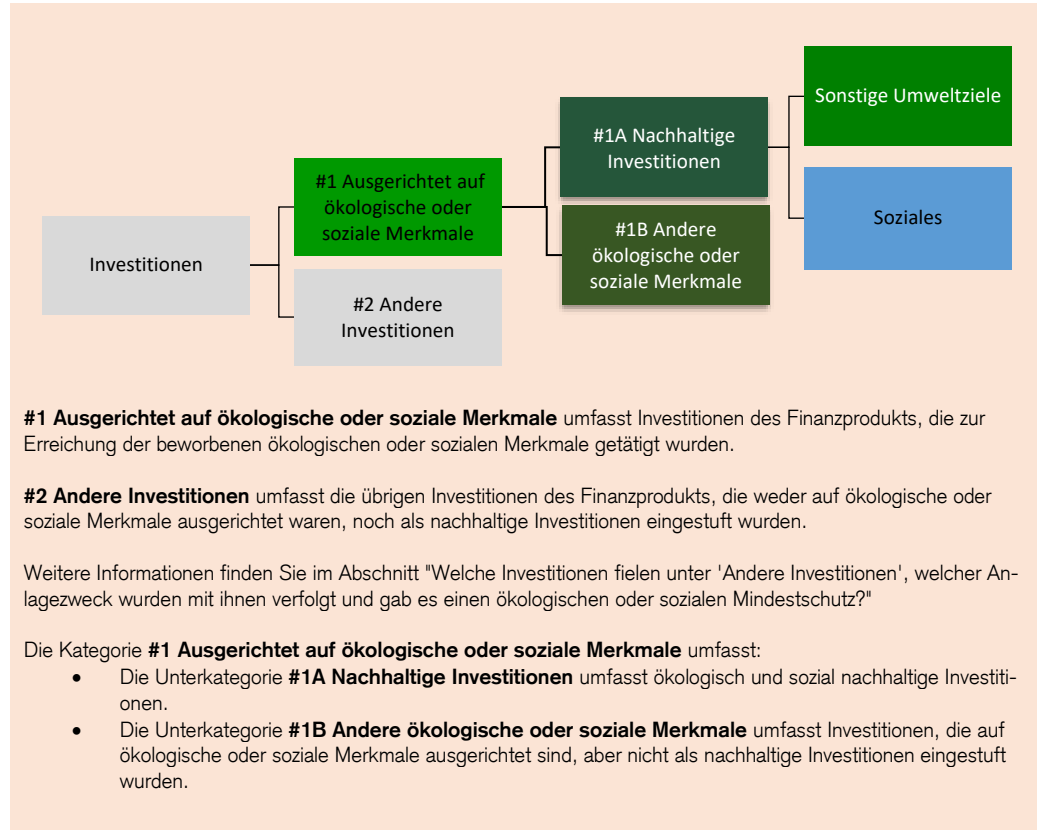 Sonstige Umweltziele
#1A Nachhaltige
Investitionen
#1 Ausgerichtet auf
ökologische oder
soziale Merkmale
Soziales
#1B Andere
ökologische oder
soziale Merkmale
Investitionen
#2 Andere
Investitionen
#1 Ausgerichtet auf ökologische oder soziale Merkmale umfasst Investitionen des Finanzprodukts, die zur
Erreichung der beworbenen ökologischen oder sozialen Merkmale getätigt wurden.
#2 Andere Investitionen umfasst die übrigen Investitionen des Finanzprodukts, die weder auf ökologische oder
soziale Merkmale ausgerichtet waren, noch als nachhaltige Investitionen eingestuft wurden.
Weitere Informationen finden Sie im Abschnitt "Welche Investitionen fielen unter 'Andere Investitionen', welcher An-
lagezweck wurden mit ihnen verfolgt und gab es einen ökologischen oder sozialen Mindestschutz?"
Die Kategorie #1 Ausgerichtet auf ökologische oder soziale Merkmale umfasst:
• Die Unterkategorie #1A Nachhaltige Investitionen umfasst ökologisch und sozial nachhaltige Investiti-
onen.
• Die Unterkategorie #1B Andere ökologische oder soziale Merkmale umfasst Investitionen, die auf
ökologische oder soziale Merkmale ausgerichtet sind, aber nicht als nachhaltige Investitionen eingestuft
wurden.